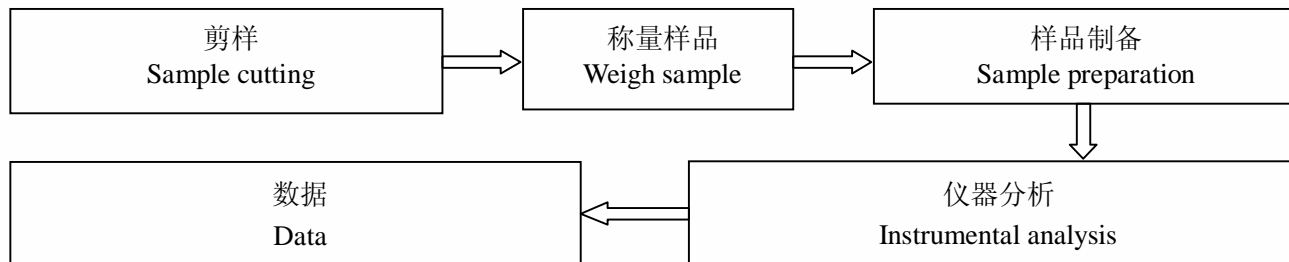 剪样
Sample cutting
称量样品
Weigh sample
样品制备
Sample preparation
仪器分析
Instrumental analysis
数据
Data